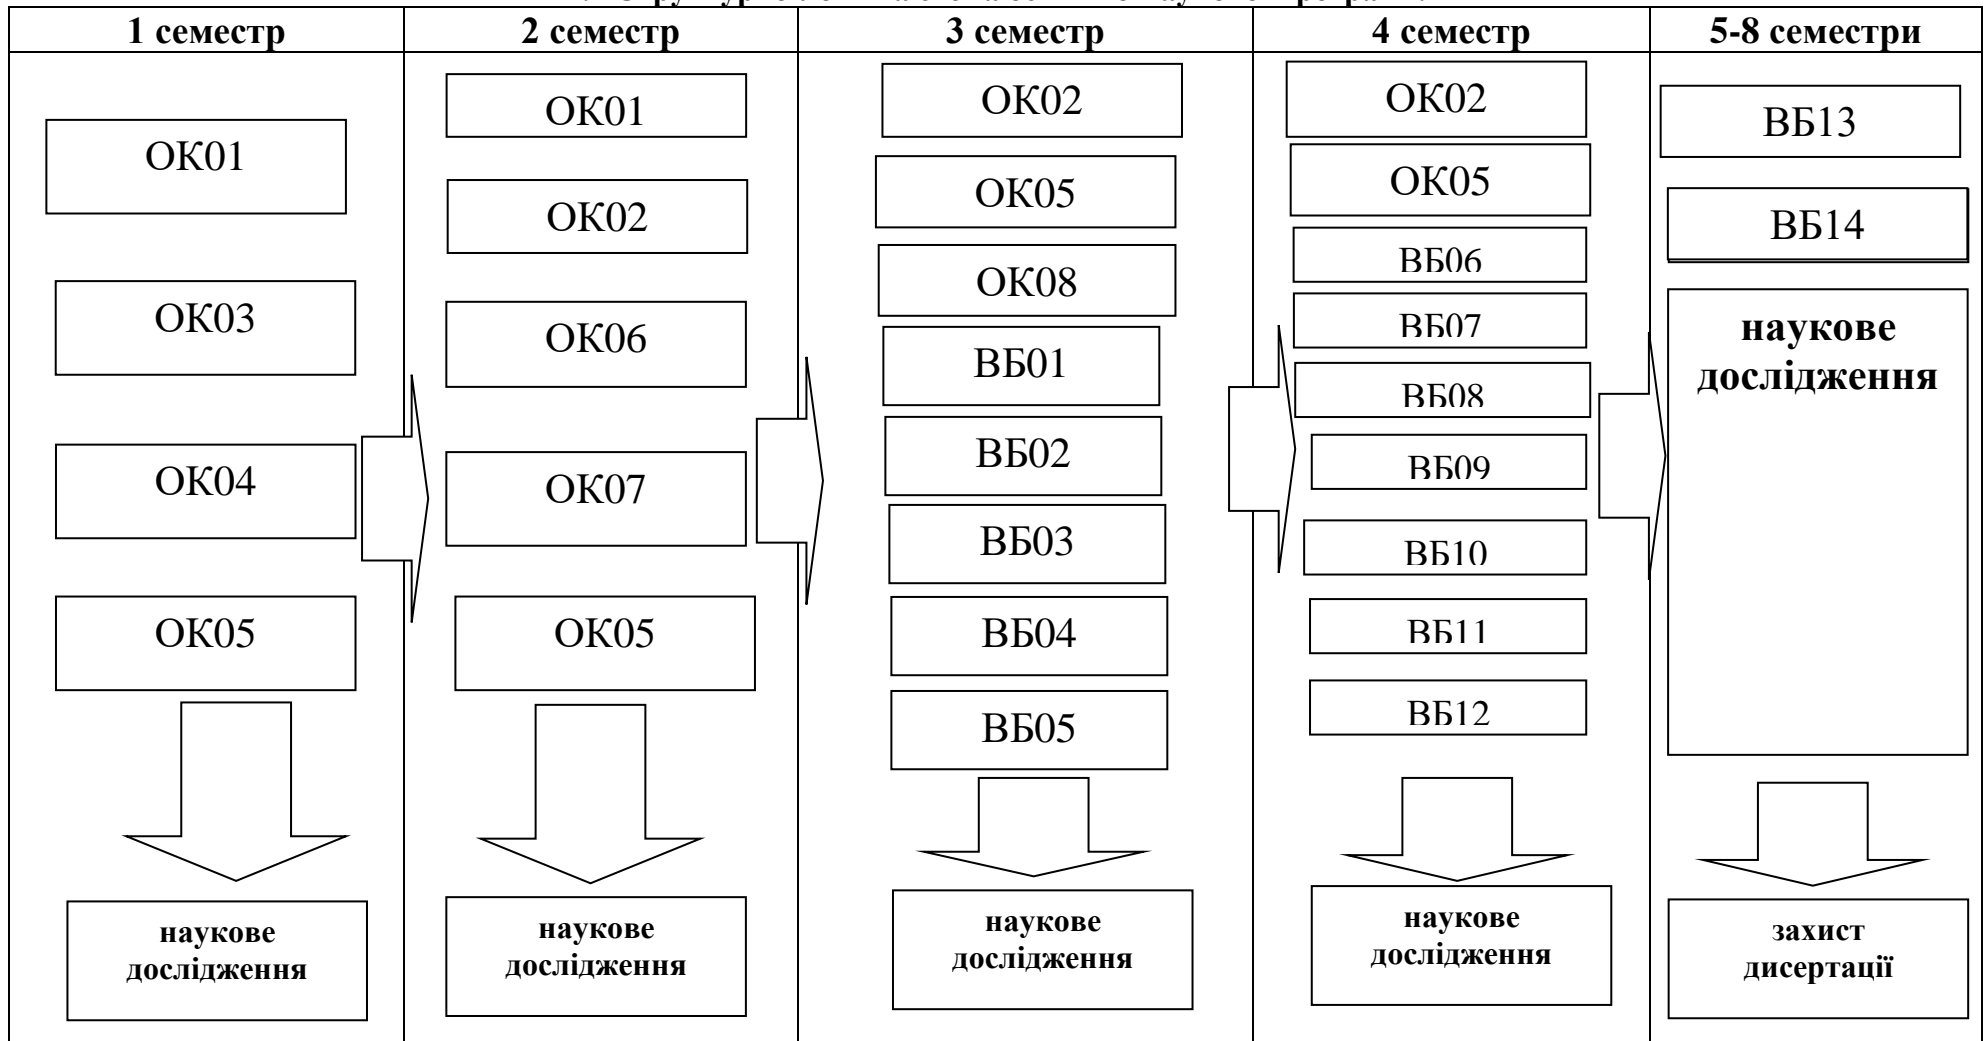 1 семестр
2 семестр
3 семестр
4 семестр
5-8 семестри
ОК01
ОК03
ОК04
ОК05
наукове
дослідження
ОК01
ОК02
ОК06
ОК07
ОК05
наукове
дослідження
ОК02
ОК05
ОК08
ВБ01
ВБ02
ВБ03
ВБ04
ВБ05
наукове
дослідження
ОК02
ОК05
ВБ06
ВБ07
ВБ08
ВБ09
ВБ10
ВБ11
ВБ12
наукове
дослідження
ВБ13
ВБ14
наукове
дослідження
захист
дисертації